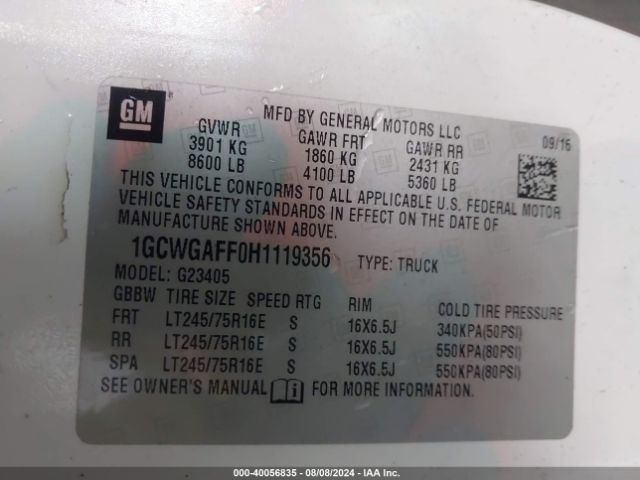 GM
MFD BY GENERAL MOTORS LLC
GVWR GAWR FRT GAWR RR 09/16
3901 KG 1860 KG 2431 KG
8600 LB 4100 LB 5360 LB
THIS VEHICLE CONFORMS TO ALL APPLICABLE U.S. FEDERAL MOTOR
VEHICLE SAFETY STANDARDS IN EFFECT ON THE DATE OF
MANUFACTURE SHOWN ABOVE.
1GCWGAFF0H1119356 TYPE: TRUCK
MODEL: G23405
GBBW TIRE SIZE SPEED RTG RIM COLD TIRE PRESSURE
FRT LT245/75R16E S 16X6.5J 340KPA(50PSI)
RR LT245/75R16E S 16X6.5J 550KPA(80PSI)
SPA LT245/75R16E S 16X6.5J 550KPA(80PSI)
SEE OWNER'S MANUAL FOR MORE INFORMATION.
000-40056835 - 08/08/2024 - IAAI.COM